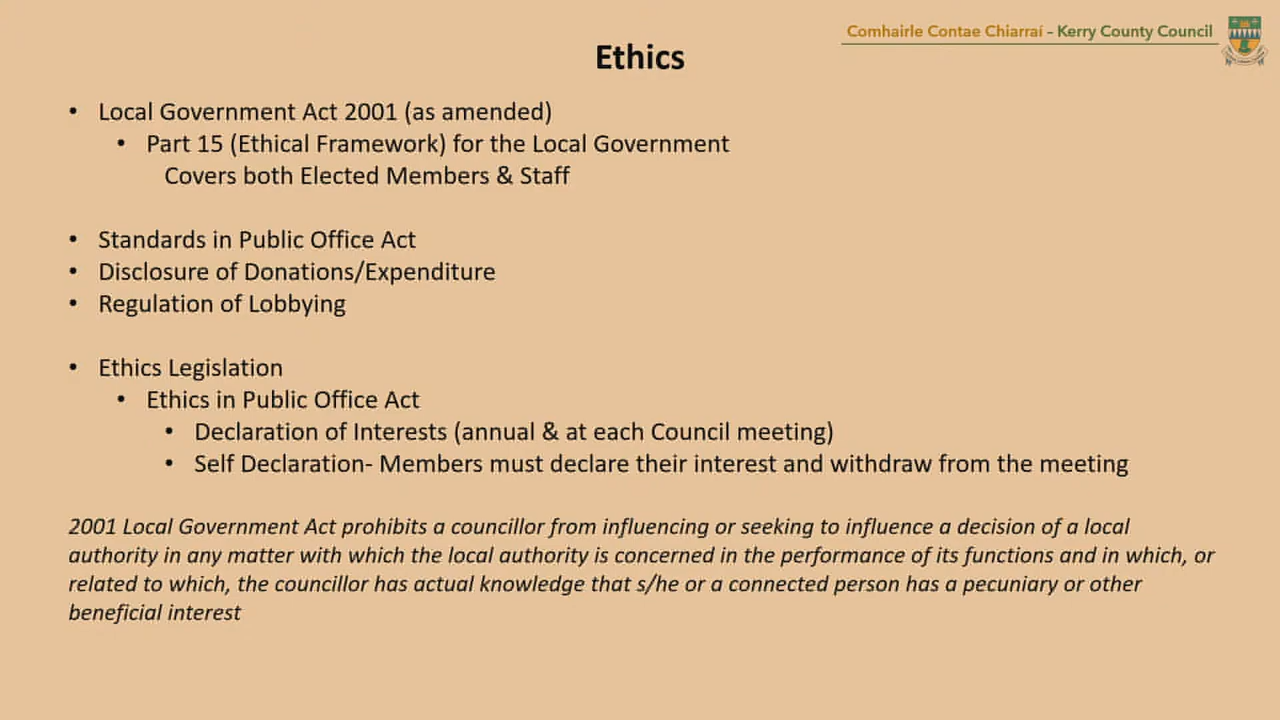 Comhairle Contae Chiarraí – Kerry County Council
Ethics
• Local Government Act 2001 (as amended)
• Part 15 (Ethical Framework) for the Local Government
Covers both Elected Members & Staff
• Standards in Public Office Act
• Disclosure of Donations/Expenditure
• Regulation of Lobbying
• Ethics Legislation
• Ethics in Public Office Act
• Declaration of Interests (annual & at each Council meeting)
• Self Declaration- Members must declare their interest and withdraw from the meeting
2001 Local Government Act prohibits a councillor from influencing or seeking to influence a decision of a local
authority in any matter with which the local authority is concerned in the performance of its functions and in which, or
related to which, the councillor has actual knowledge that s/he or a connected person has a pecuniary or other
beneficial interest